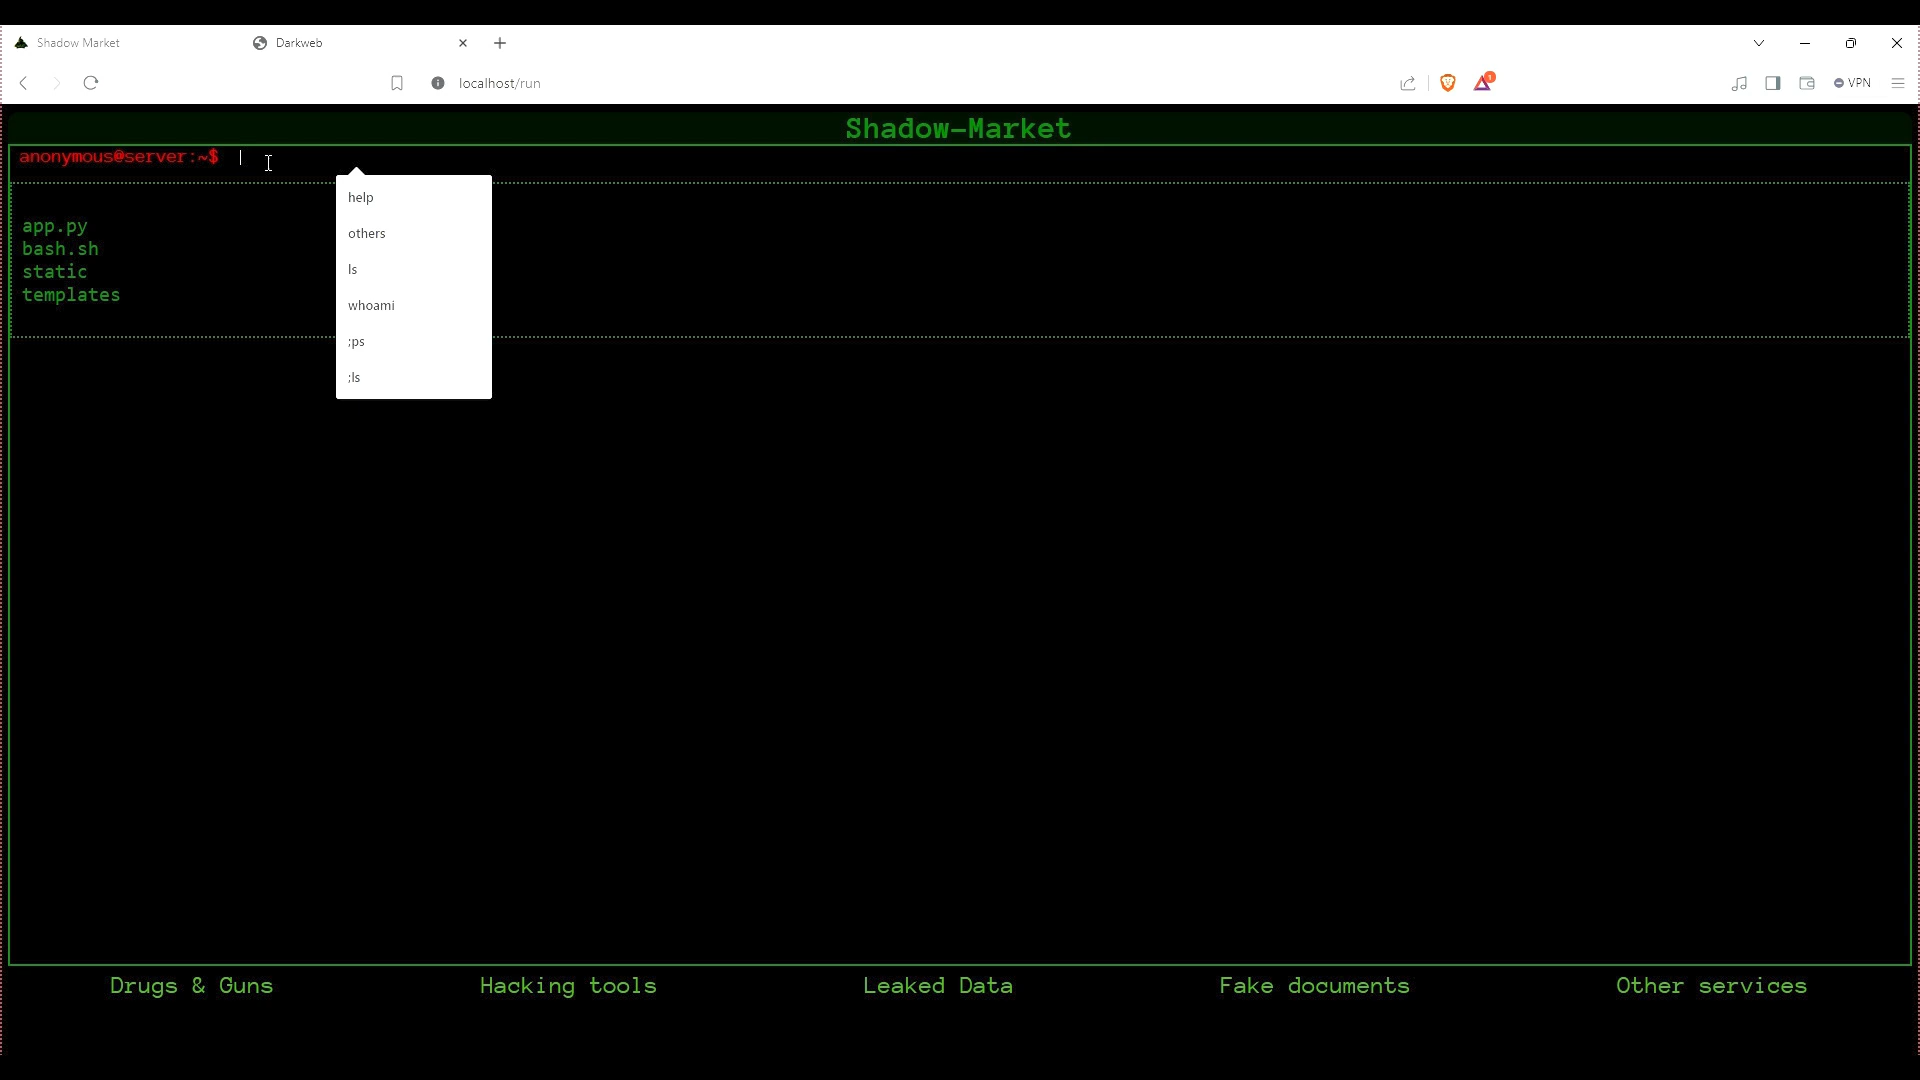 Shadow Market
Darkweb
localhost/run
1
VPN
Shadow-Market
anonymous@server:~$
help
others
ls
whoami
;ps
;ls
app.py
bash.sh
static
templates
Drugs & Guns
Hacking tools
Leaked Data
Fake documents
Other services